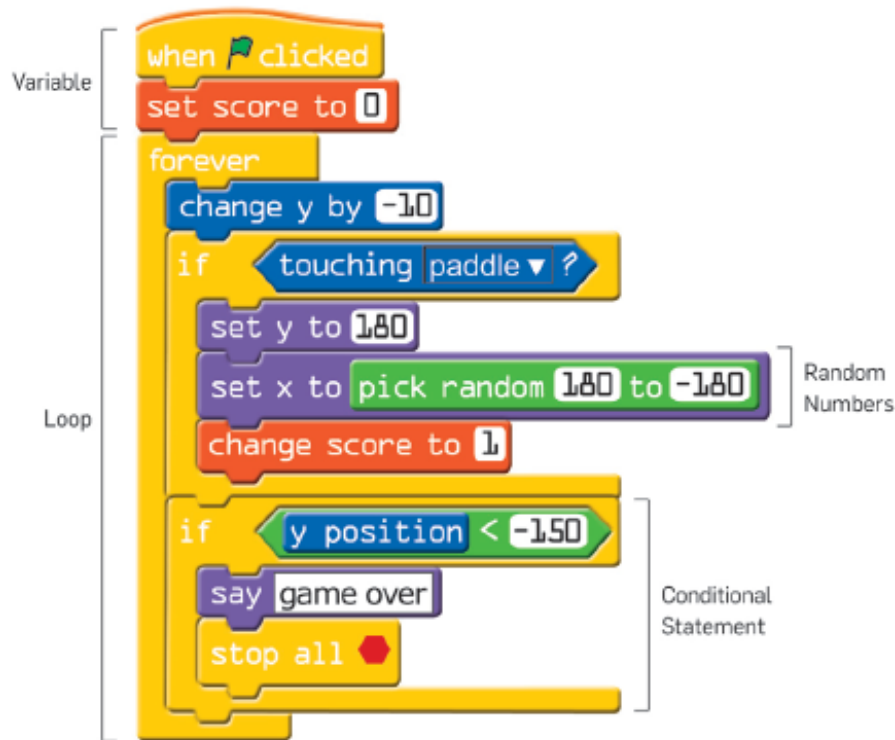 when clicked
Variable
set score to 0
forever
change y by -10
if touching paddle ▼ ?
set y to 180
set x to pick random 180 to -180
Random
Numbers
Loop
change score to 1
if y position < -150
say game over
Conditional
Statement
stop all